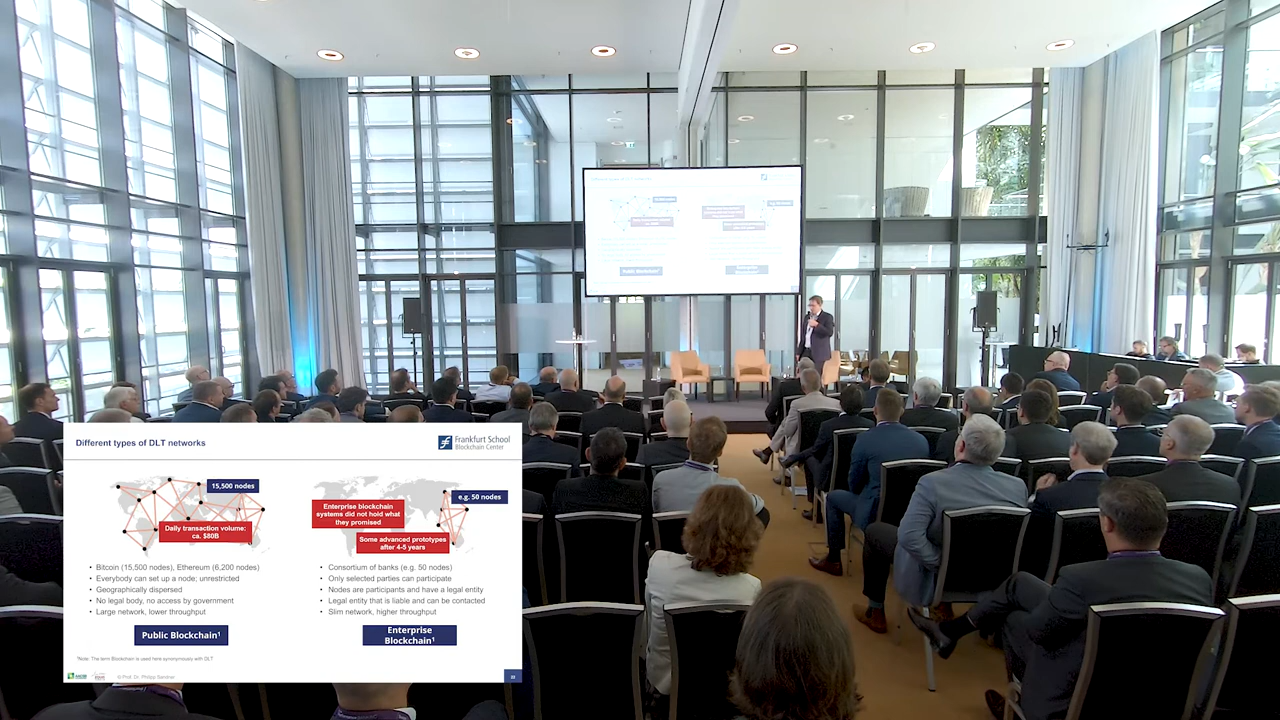 Different types of DLT networks
Frankfurt School
Blockchain Center
15,500 nodes
Daily transaction volume:
ca. $80B
e.g. 50 nodes
Enterprise blockchain
systems did not hold what
they promised
Some advanced prototypes
after 4-5 years
• Bitcoin (15,500 nodes), Ethereum (6,200 nodes)
• Everybody can set up a node; unrestricted
• Geographically dispersed
• No legal body, no access by government
• Large network, lower throughput
• Consortium of banks (e.g. 50 nodes)
• Only selected parties can participate
• Nodes are participants and have a legal entity
• Legal entity that is liable and can be contacted
• Slim network, higher throughput
Public Blockchain¹
Enterprise
Blockchain¹
¹Note: The term Blockchain is used here synonymously with DLT
© Prof. Dr. Philipp Sandner
Public Blockchain¹